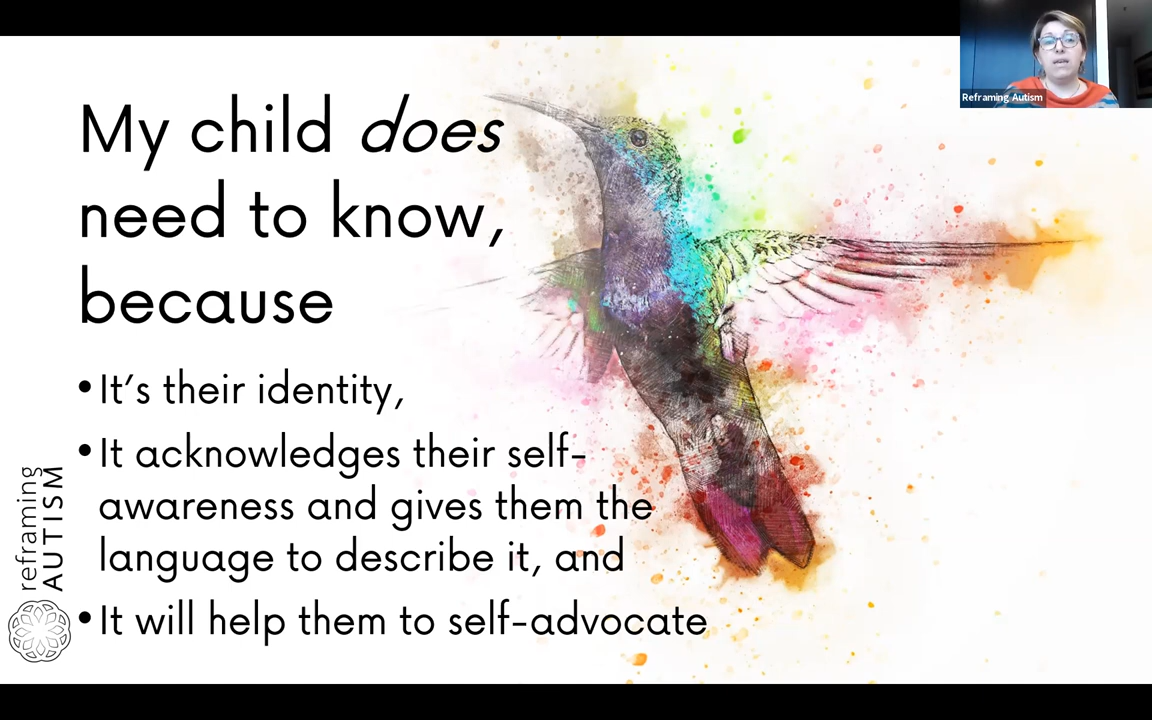 My child does
need to know,
because
•It's their identity,
•It acknowledges their self-
awareness and gives them the
language to describe it, and
•It will help them to self-advocate
reframing
AUTISM
Reframing Autism